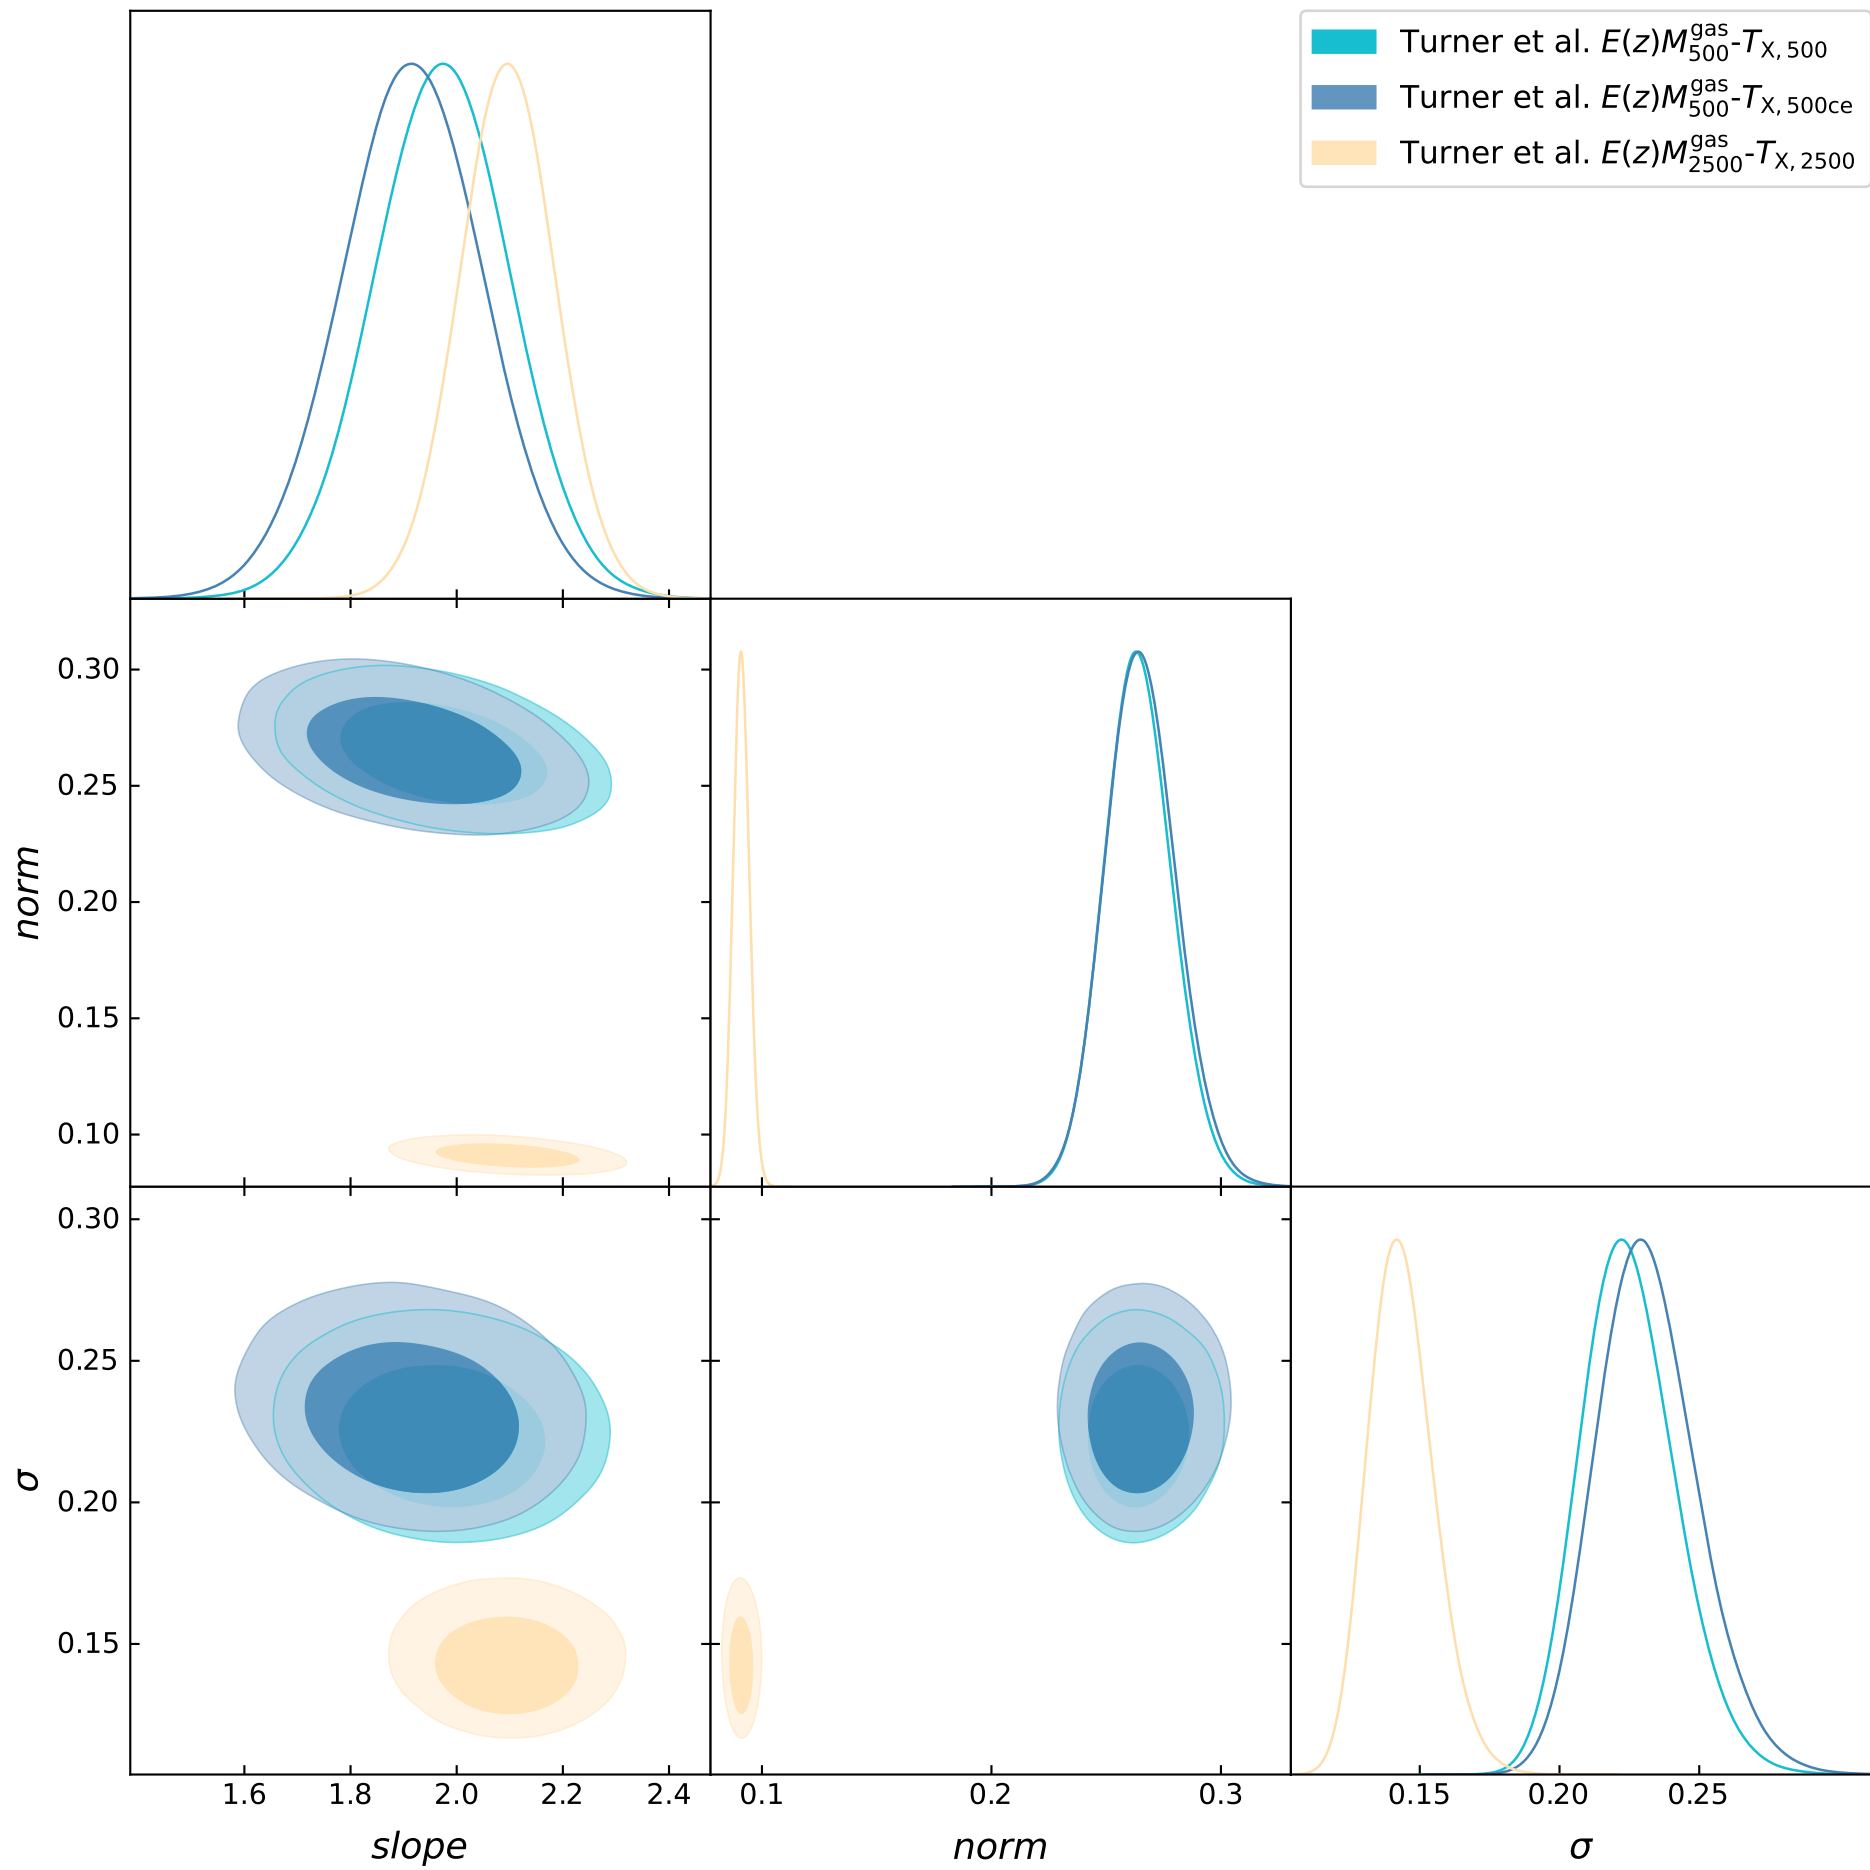 Turner et al. E(z)M^gas_500-T_X, 500
Turner et al. E(z)M^gas_500-T_X, 500ce
Turner et al. E(z)M^gas_2500-T_X, 2500
0.30
0.25
0.20
0.15
0.10
norm
0.30
0.25
0.20
0.15
σ
1.6 1.8 2.0 2.2 2.4 0.1 0.2 0.3 0.15 0.20 0.25
slope norm σ